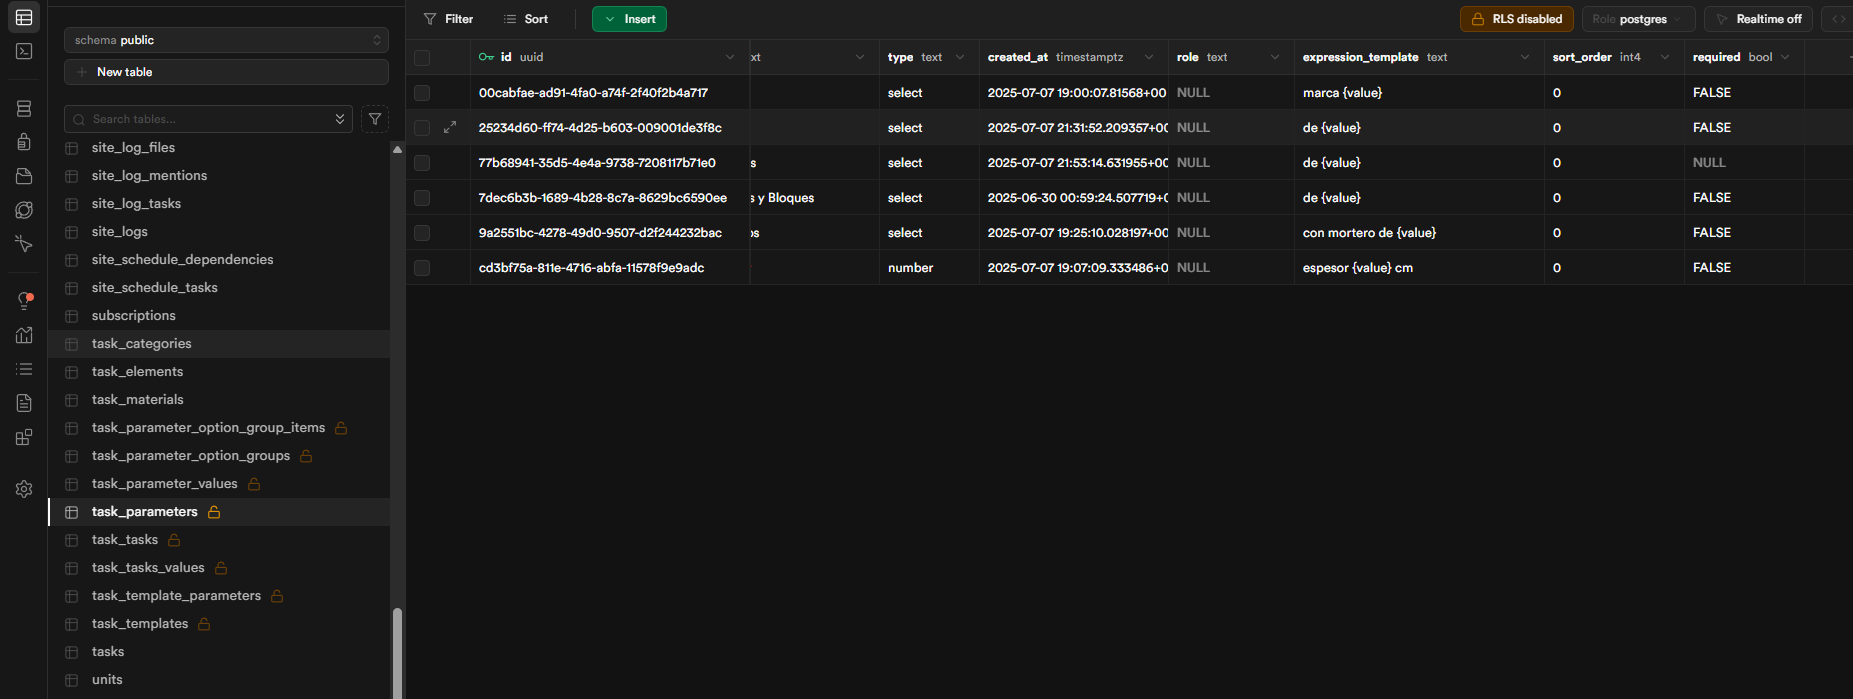 schema public
New table
Search tables...
site_log_files
site_log_mentions
site_log_tasks
site_logs
site_schedule_dependencies
site_schedule_tasks
subscriptions
task_categories
task_elements
task_materials
task_parameter_option_group_items
task_parameter_option_groups
task_parameter_values
task_parameters
task_tasks
task_tasks_values
task_template_parameters
task_templates
tasks
units
Filter Sort Insert RLS disabled Role postgres Realtime off
id uuid xt type text created_at timestamptz role text expression_template text sort_order int4 required bool
00cabfae-ad91-4fa0-a74f-2f40f2b4a717 select 2025-07-07 19:00:07.81568+00 NULL marca {value} 0 FALSE
25234d60-ff74-4d25-b603-009001de3f8c select 2025-07-07 21:31:52.209357+00 NULL de {value} 0 FALSE
77b68941-35d5-4e4a-9738-7208117b71e0 s select 2025-07-07 21:53:14.631955+00 NULL de {value} 0 NULL
7dec6b3b-1689-4b28-8c7a-8629bc6590ee s y Bloques select 2025-06-30 00:59:24.507719+0 NULL de {value} 0 FALSE
9a2551bc-4278-49d0-9507-d2f244232bac os select 2025-07-07 19:25:10.028197+00 NULL con mortero de {value} 0 FALSE
cd3bf75a-811e-4716-abfa-11578f9e9adc number 2025-07-07 19:07:09.333486+0 NULL espesor {value} cm 0 FALSE